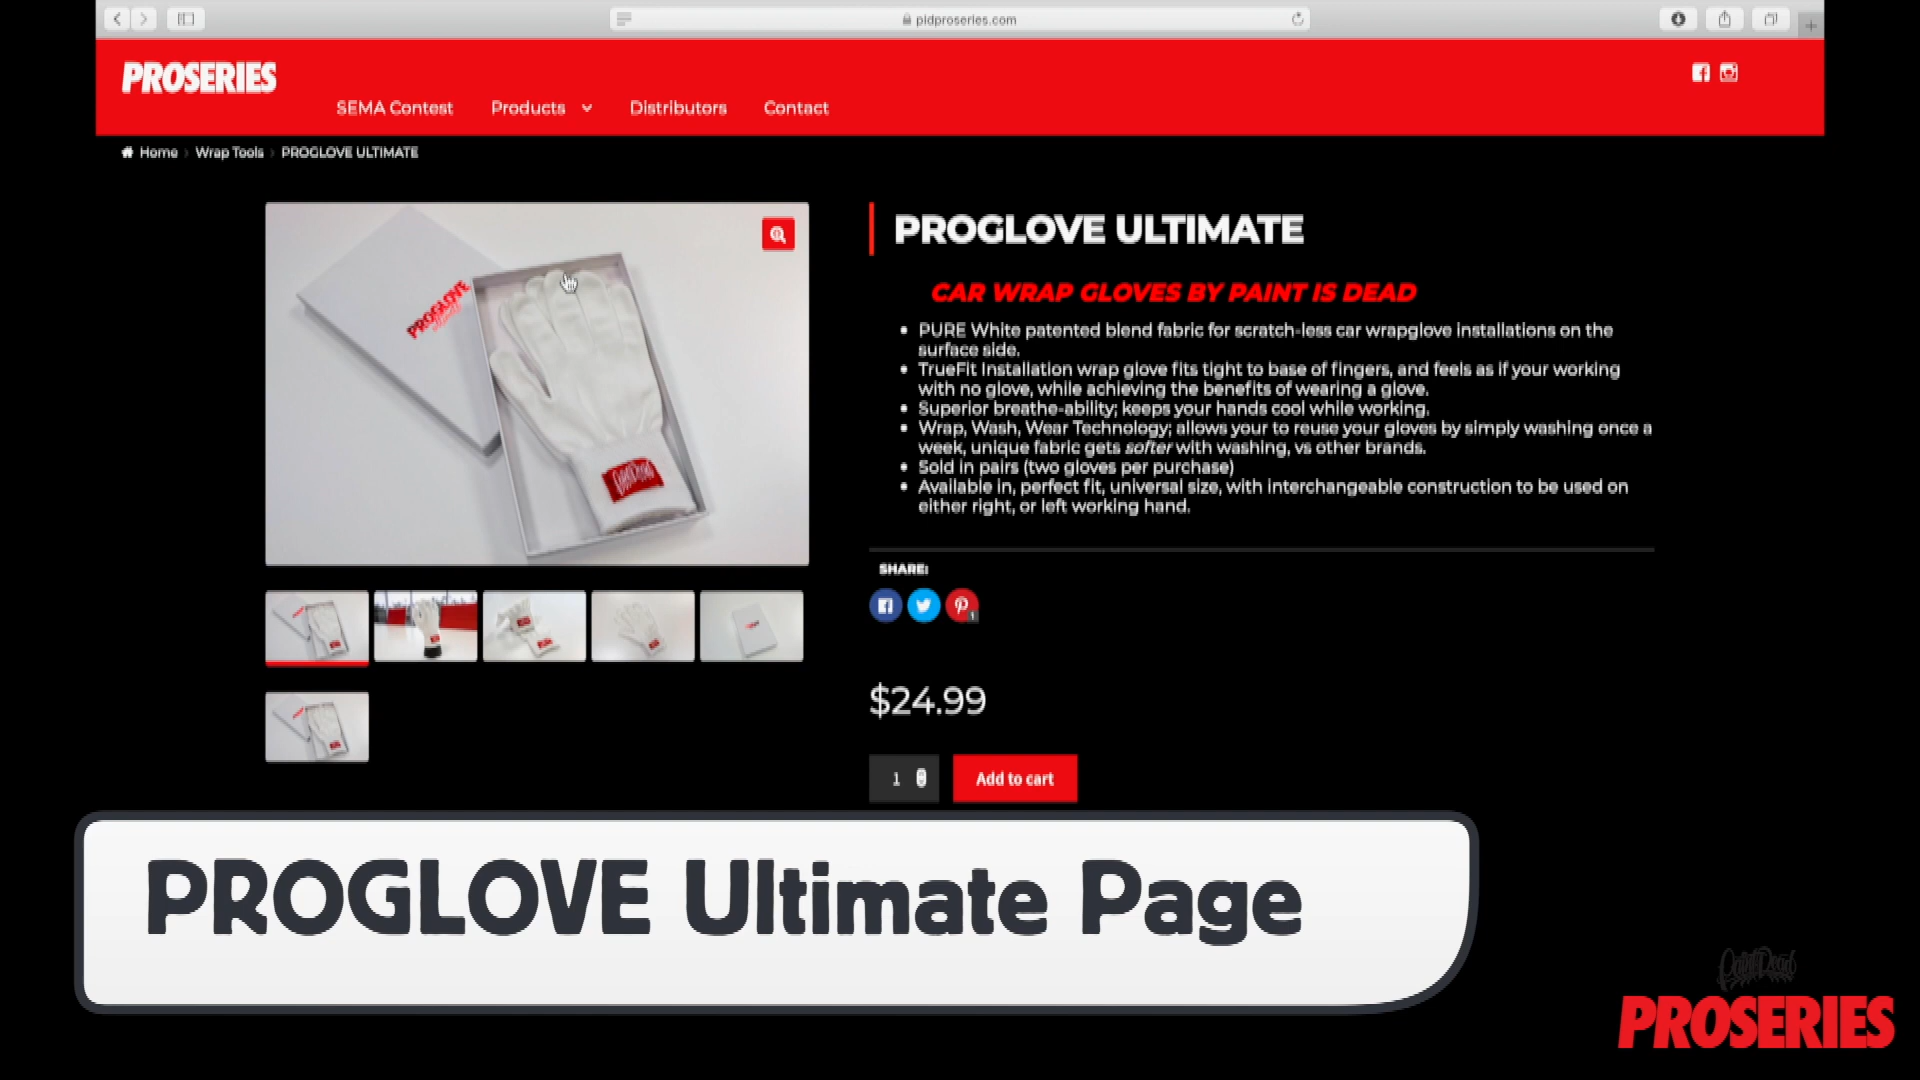 pidproseries.com
PROSERIES
SEMA Contest Products Distributors Contact
Home Wrap Tools PROGLOVE ULTIMATE
PROGLOVE
PROGLOVE ULTIMATE
CAR WRAP GLOVES BY PAINT IS DEAD
• PURE White patented blend fabric for scratch-less car wrapglove installations on the
surface side.
• TrueFit Installation wrap glove fits tight to base of fingers, and feels as if your working
with no glove, while achieving the benefits of wearing a glove.
• Superior breathe-ability; keeps your hands cool while working.
• Wrap, Wash, Wear Technology; allows your to reuse your gloves by simply washing once a
week, unique fabric gets softer with washing, vs other brands.
• Sold in pairs (two gloves per purchase)
• Available in, perfect fit, universal size, with interchangeable construction to be used on
either right, or left working hand.
SHARE:
1
$24.99
1 Add to cart
PROGLOVE Ultimate Page
PaintIsDead
PROSERIES